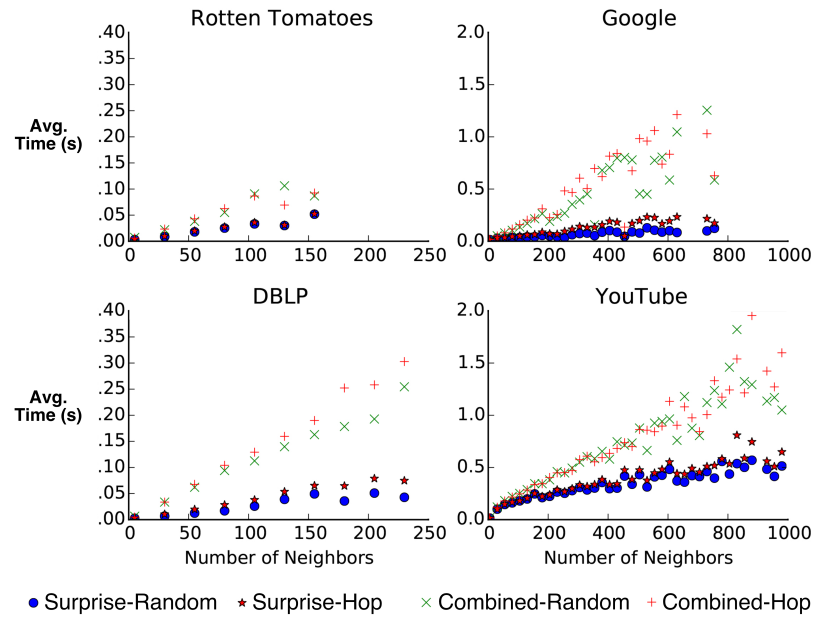 Rotten Tomatoes
Google
.40
.35
.30
.25
.20
.15
.10
.05
.00
0 50 100 150 200 250
2.0
1.5
1.0
0.5
0.0
0 200 400 600 800 1000
Avg.
Time (s)
DBLP
YouTube
.40
.35
.30
.25
.20
.15
.10
.05
.00
0 50 100 150 200 250
2.0
1.5
1.0
0.5
0.0
0 200 400 600 800 1000
Avg.
Time (s)
Number of Neighbors
Number of Neighbors
Surprise-Random Surprise-Hop Combined-Random Combined-Hop